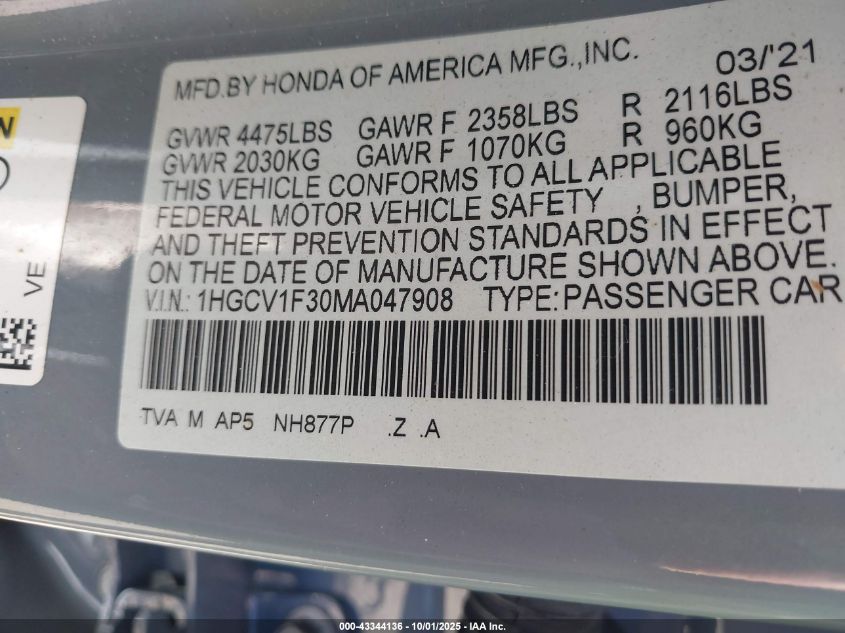 MFD.BY HONDA OF AMERICA MFG.,INC. 03/'21
GVWR 4475LBS GAWR F 2358LBS R 2116LBS
GVWR 2030KG GAWR F 1070KG R 960KG
THIS VEHICLE CONFORMS TO ALL APPLICABLE
FEDERAL MOTOR VEHICLE SAFETY , BUMPER,
AND THEFT PREVENTION STANDARDS IN EFFECT
ON THE DATE OF MANUFACTURE SHOWN ABOVE.
V.I.N.: 1HGCV1F30MA047908 TYPE:PASSENGER CAR
TVA M AP5 NH877P .Z .A
N
VE
000-43344136 - 10/01/2025 - IAA Inc.